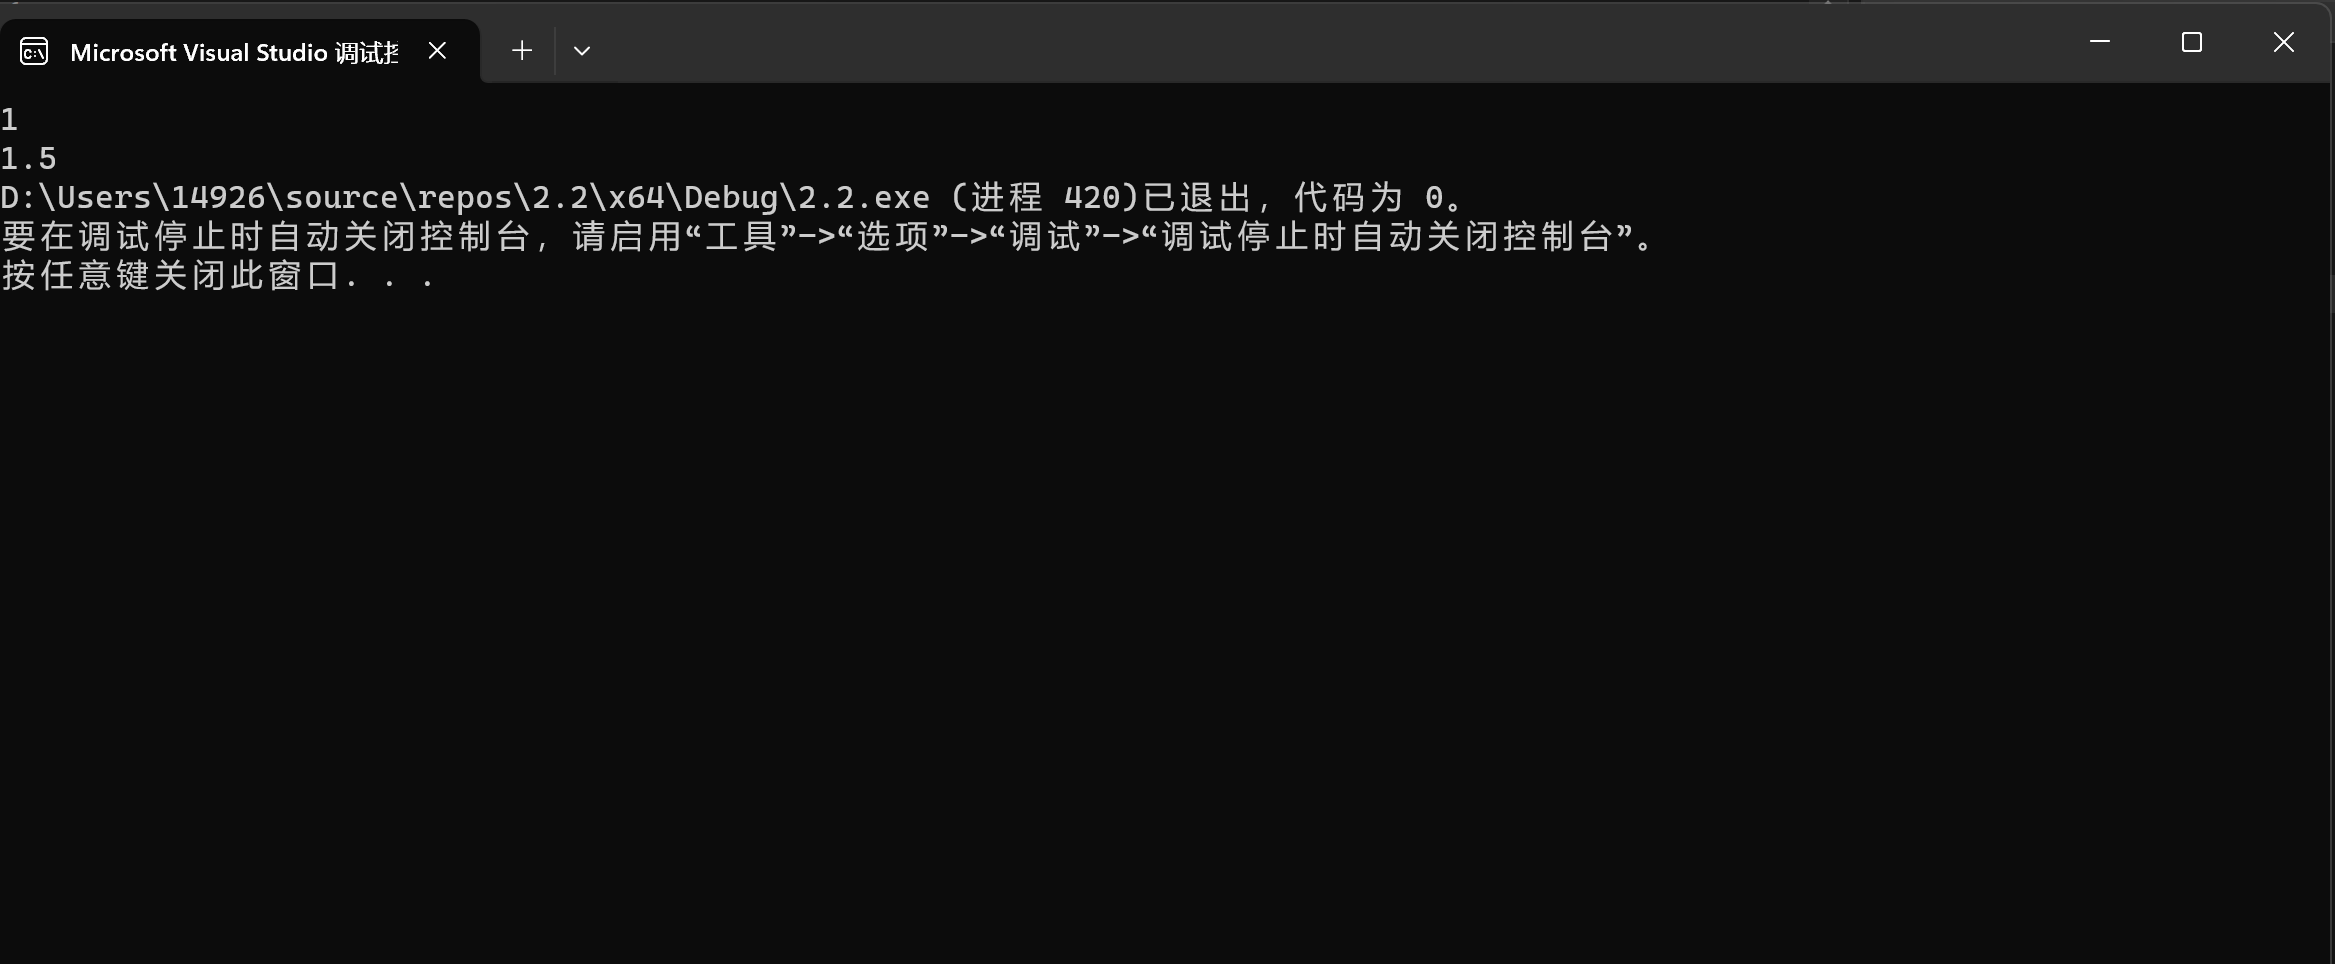 Microsoft Visual Studio 调试控
1
1.5
D:\Users\14926\source\repos\2.2\x64\Debug\2.2.exe (进程 420)已退出，代码为 0。
要在调试停止时自动关闭控制台，请启用“工具”->“选项”->“调试”->“调试停止时自动关闭控制台”。
按任意键关闭此窗口. . .